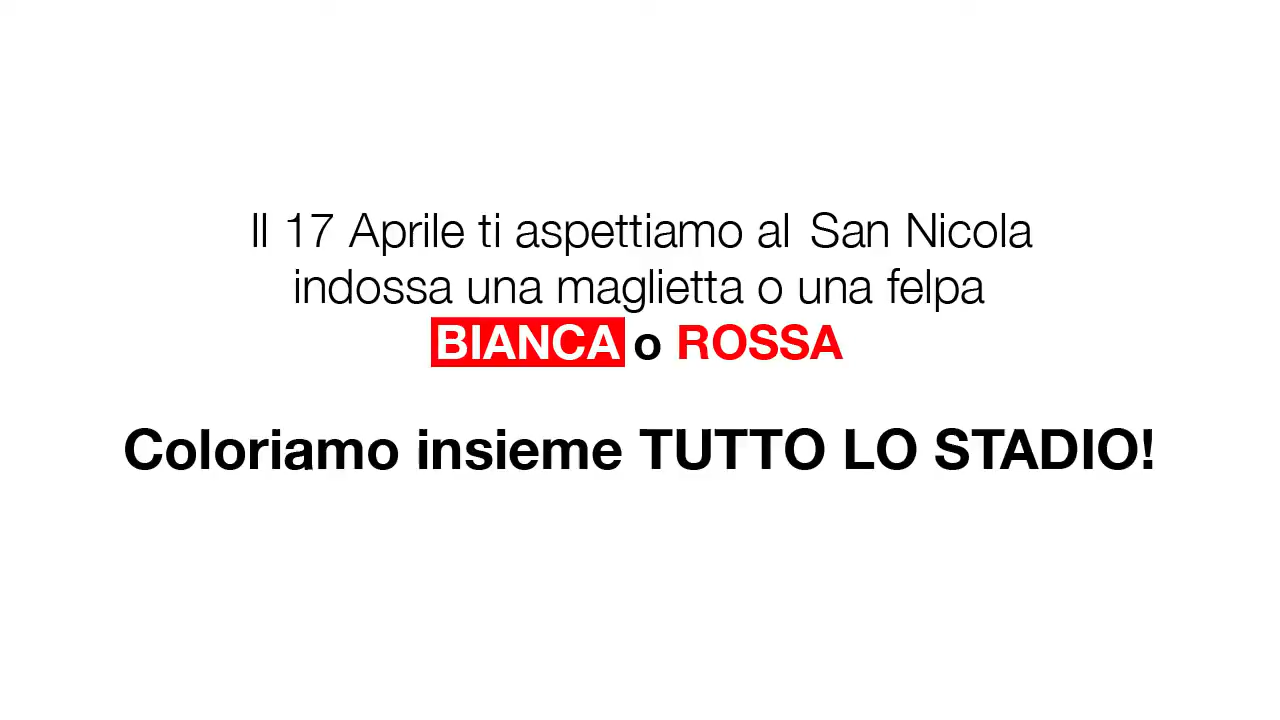 Il 17 Aprile ti aspettiamo al San Nicola
indossa una maglietta o una felpa
BIANCA o ROSSA
Coloriamo insieme TUTTO LO STADIO!